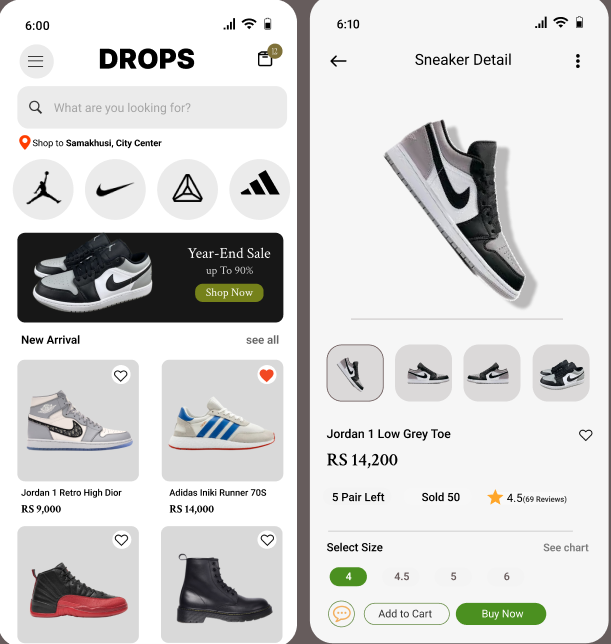 6:00
DROPS
What are you looking for?
Shop to Samakhusi, City Center
Year-End Sale
up To 90%
Shop Now
New Arrival
see all
Jordan 1 Retro High Dior
RS 9,000
Adidas Iniki Runner 70S
RS 14,000
6:10
Sneaker Detail
Jordan 1 Low Grey Toe
RS 14,200
5 Pair Left
Sold 50
4.5(69 Reviews)
Select Size
See chart
4
4.5
5
6
Add to Cart
Buy Now